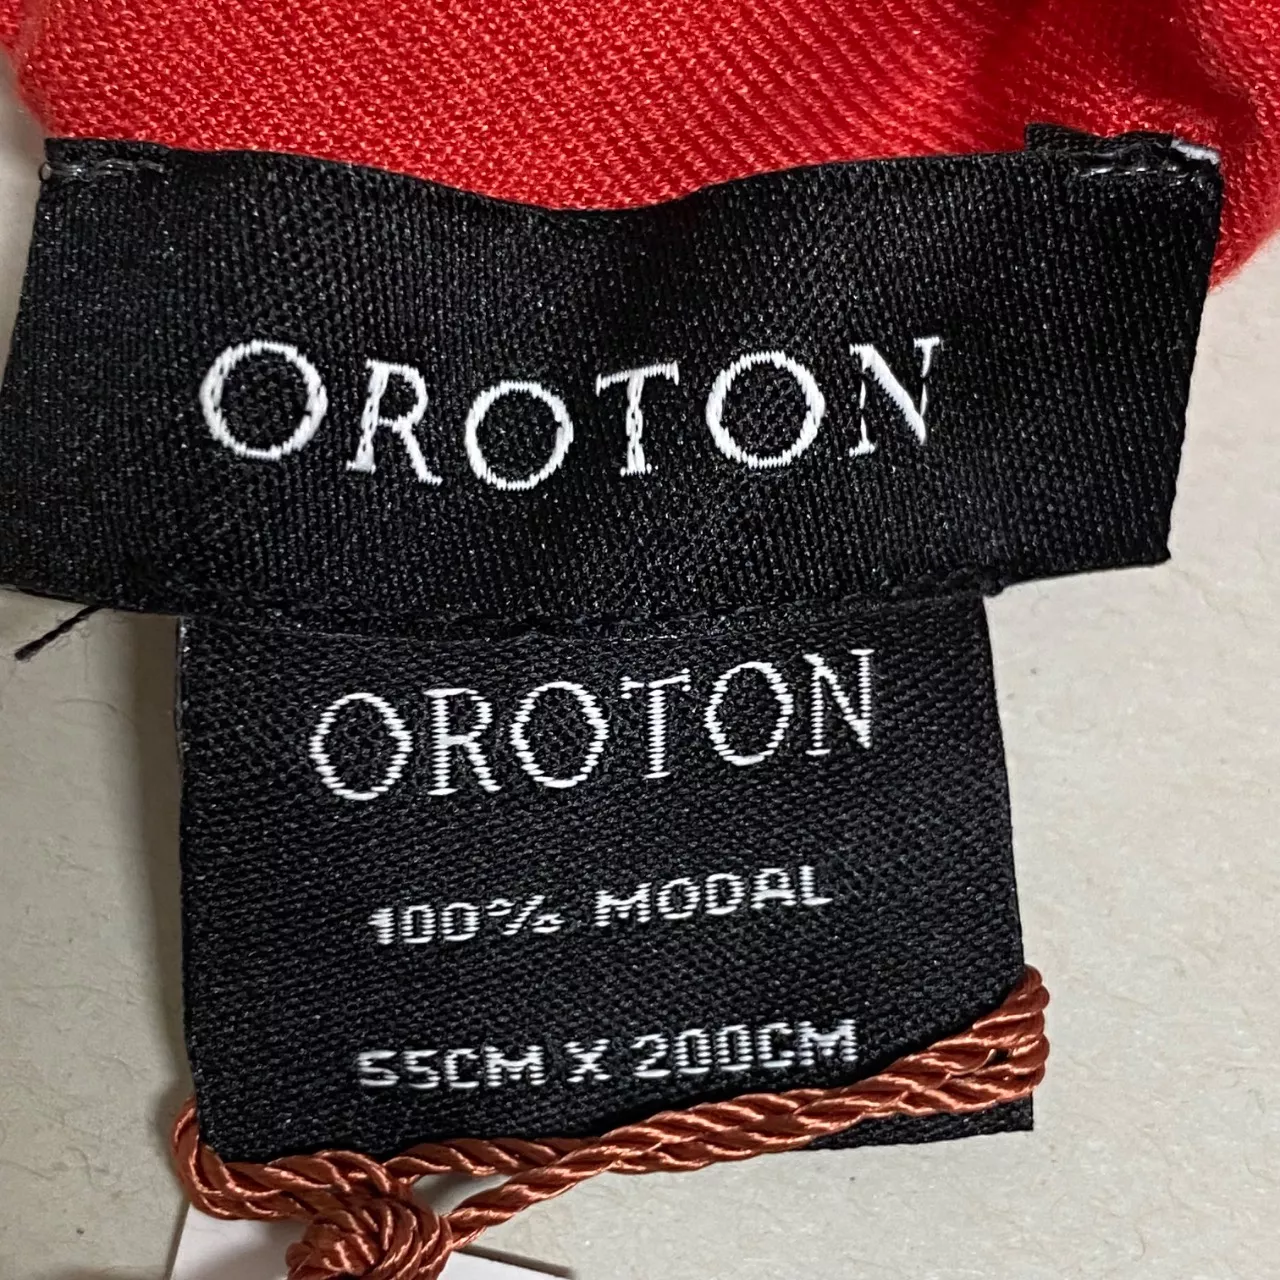 OROTON
OROTON
100% MODAL
55CM X 200CM